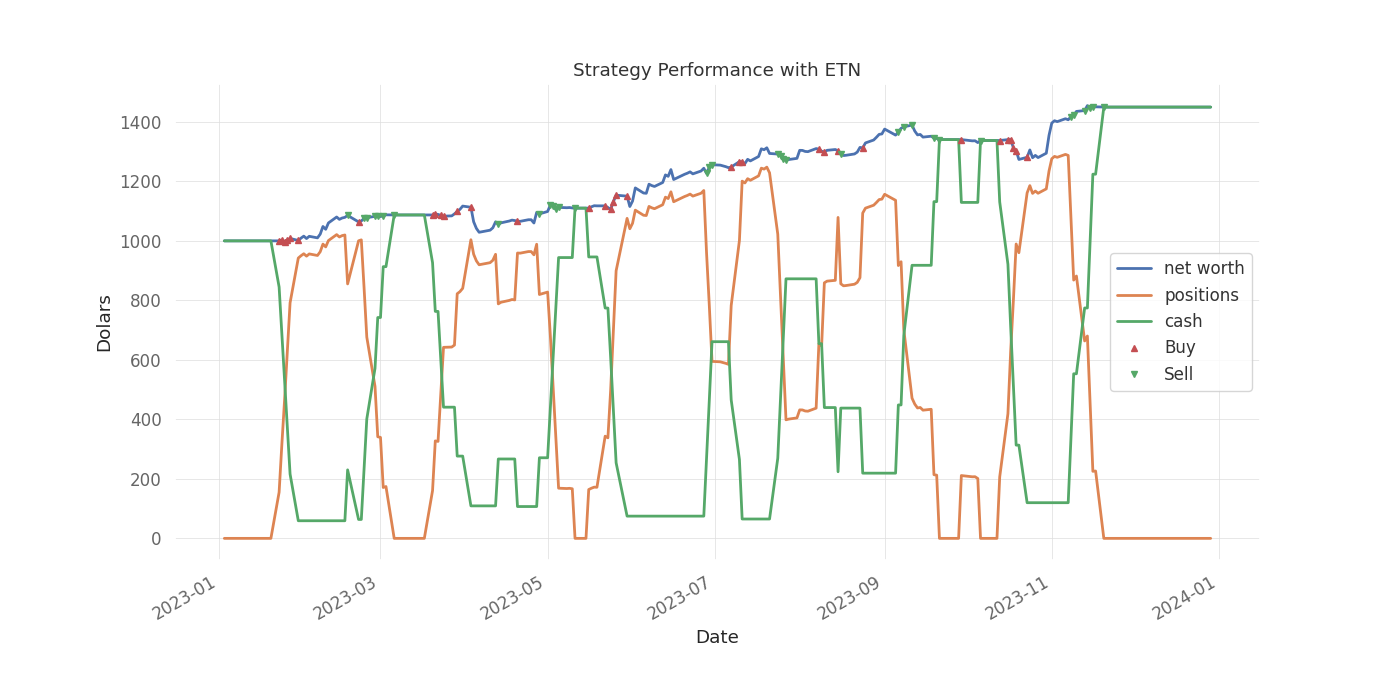 Strategy Performance with ETN
Dolars
1400
1200
1000
800
600
400
200
0
net worth
positions
cash
Buy
Sell
2023-01
2023-03
2023-05
2023-07
2023-09
2023-11
2024-01
Date